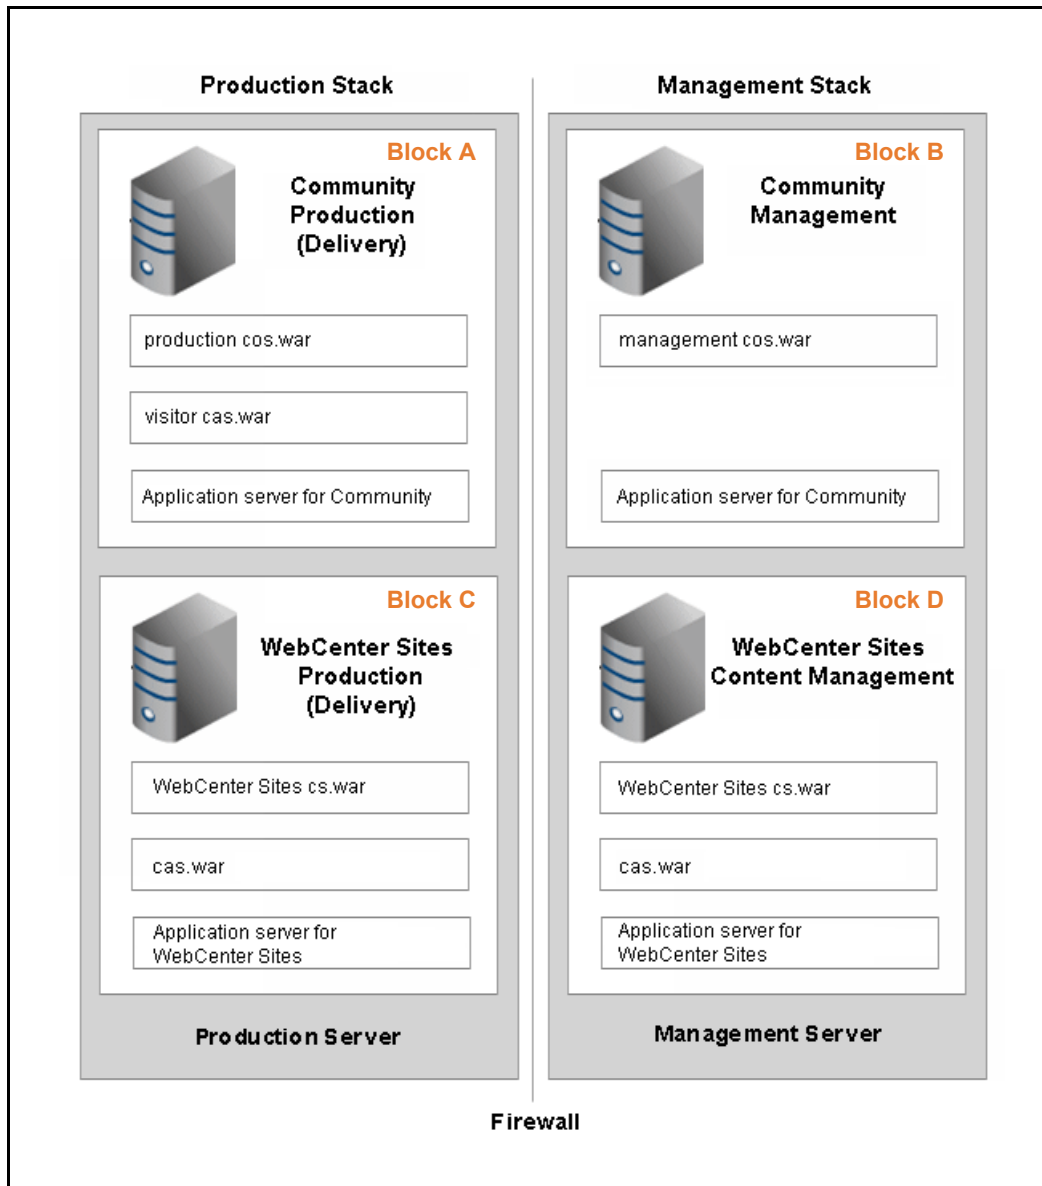 Production Stack
Management Stack
Block A
Community
Production
(Delivery)
production cos.war
visitor cas.war
Application server for Community
Block B
Community
Management
management cos.war
Application server for Community
Block C
WebCenter Sites
Production
(Delivery)
WebCenter Sites cs.war
cas.war
Application server for
WebCenter Sites
Block D
WebCenter Sites
Content Management
WebCenter Sites cs.war
cas.war
Application server for
WebCenter Sites
Production Server
Management Server
Firewall